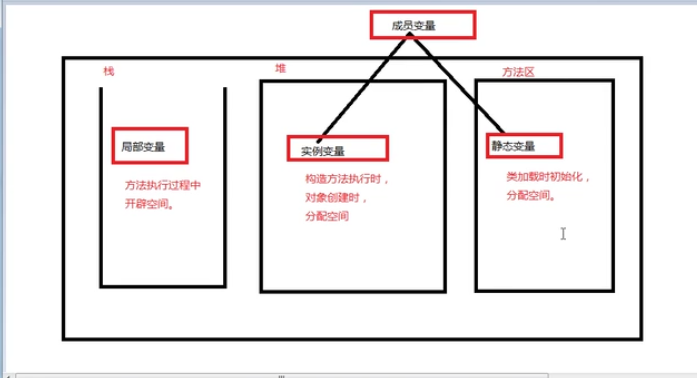 成员变量
栈
堆
方法区
局部变量
实例变量
静态变量
方法执行过程中
开辟空间。
构造方法执行时，
对象创建时，
分配空间
类加载时初始化，
分配空间。